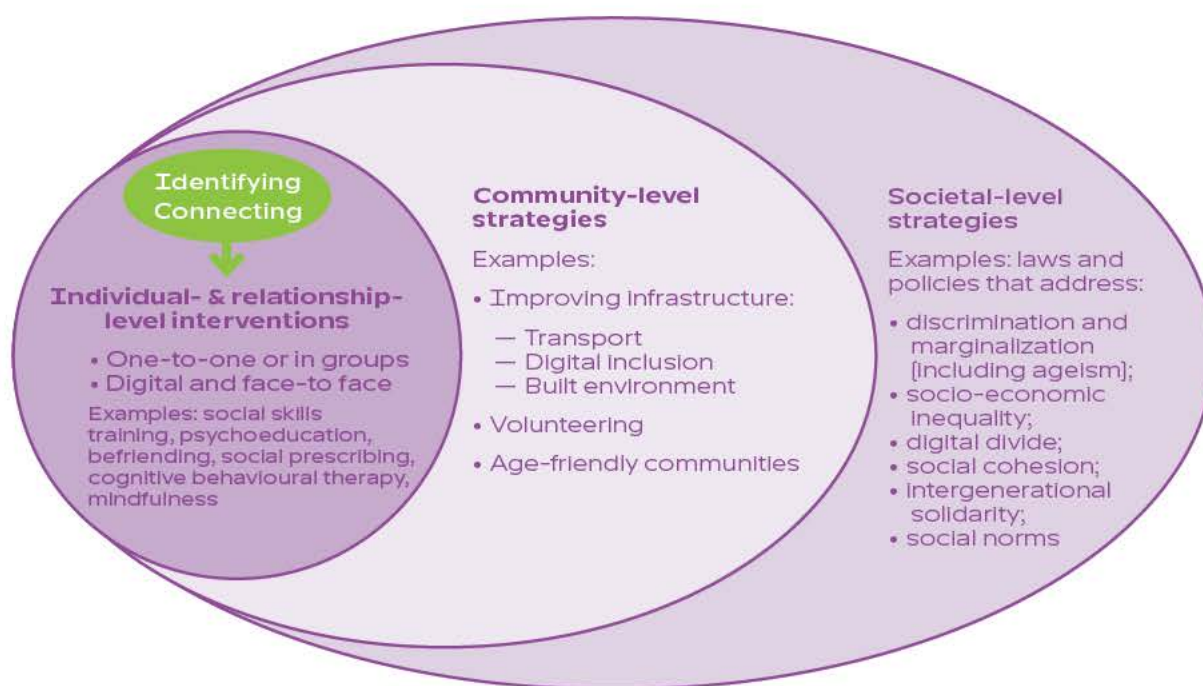 Identifying
Connecting
Individual- & relationship-
level interventions
• One-to-one or in groups
• Digital and face-to face
Examples: social skills
training, psychoeducation,
befriending, social prescribing,
cognitive behavioural therapy,
mindfulness
Community-level
strategies
Examples:
• Improving infrastructure:
— Transport
— Digital inclusion
— Built environment
• Volunteering
• Age-friendly communities
Societal-level
strategies
Examples: laws and
policies that address:
• discrimination and
marginalization
(including ageism);
• socio-economic
inequality;
• digital divide;
• social cohesion;
• intergenerational
solidarity;
• social norms